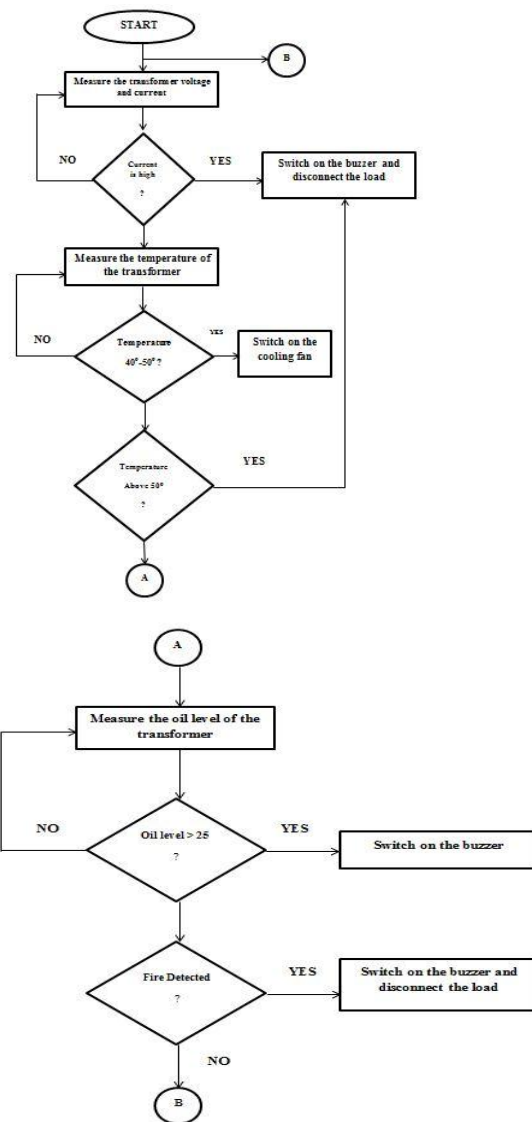 START
B
Measure the transformer voltage
and current
NO
Current
is high
?
YES
Switch on the buzzer and
disconnect the load
Measure the temperature of
the transformer
NO
Temperature
40°-50° ?
YES
Switch on the
cooling fan
Temperature
Above 50°
?
YES
A
A
Measure the oil level of the
transformer
NO
Oil level > 25
?
YES
Switch on the buzzer
Fire Detected
?
YES
Switch on the buzzer and
disconnect the load
NO
B